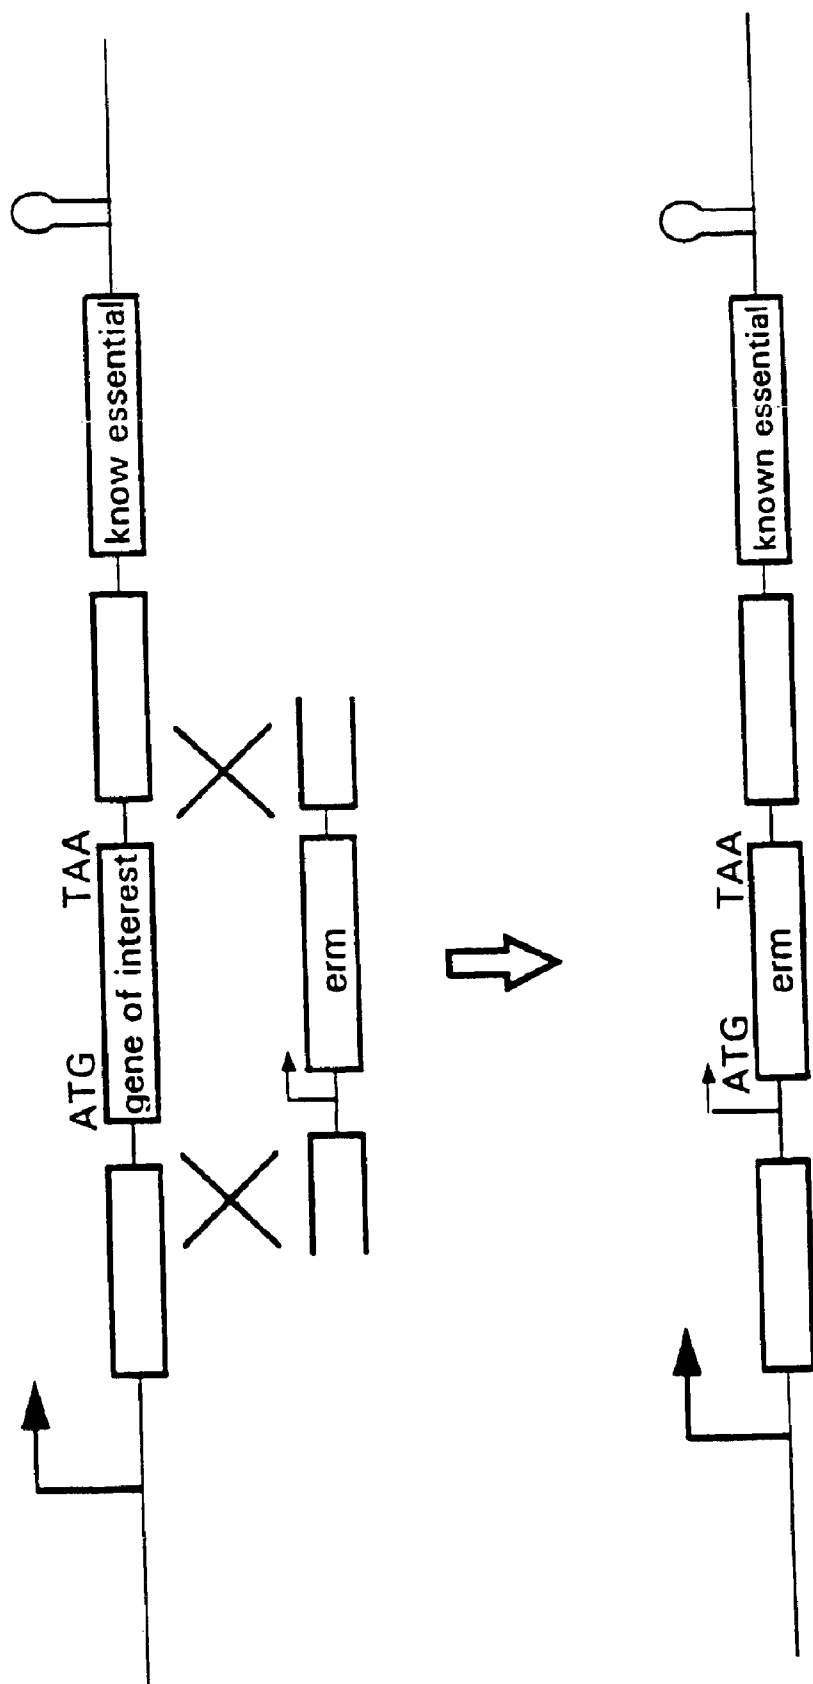 ATG TAA
gene of interest
know essential
erm
ATG TAA
erm
known essential